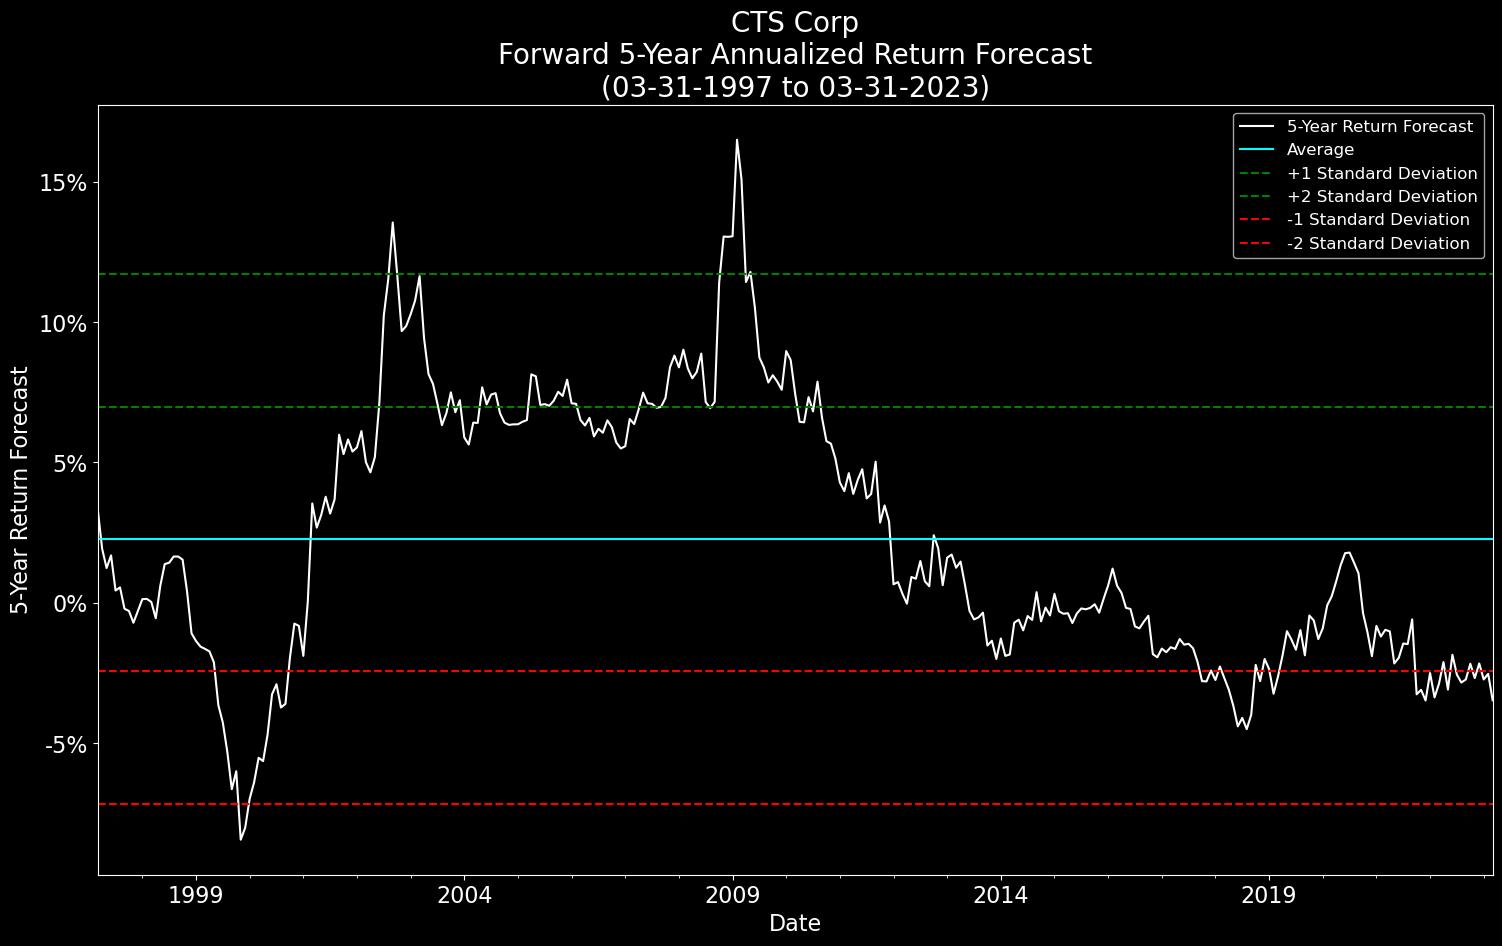 CTS Corp
Forward 5-Year Annualized Return Forecast
(03-31-1997 to 03-31-2023)
5-Year Return Forecast
Average
+1 Standard Deviation
+2 Standard Deviation
-1 Standard Deviation
-2 Standard Deviation
5-Year Return Forecast
15%
10%
5%
0%
-5%
1999
2004
2009
2014
2019
Date